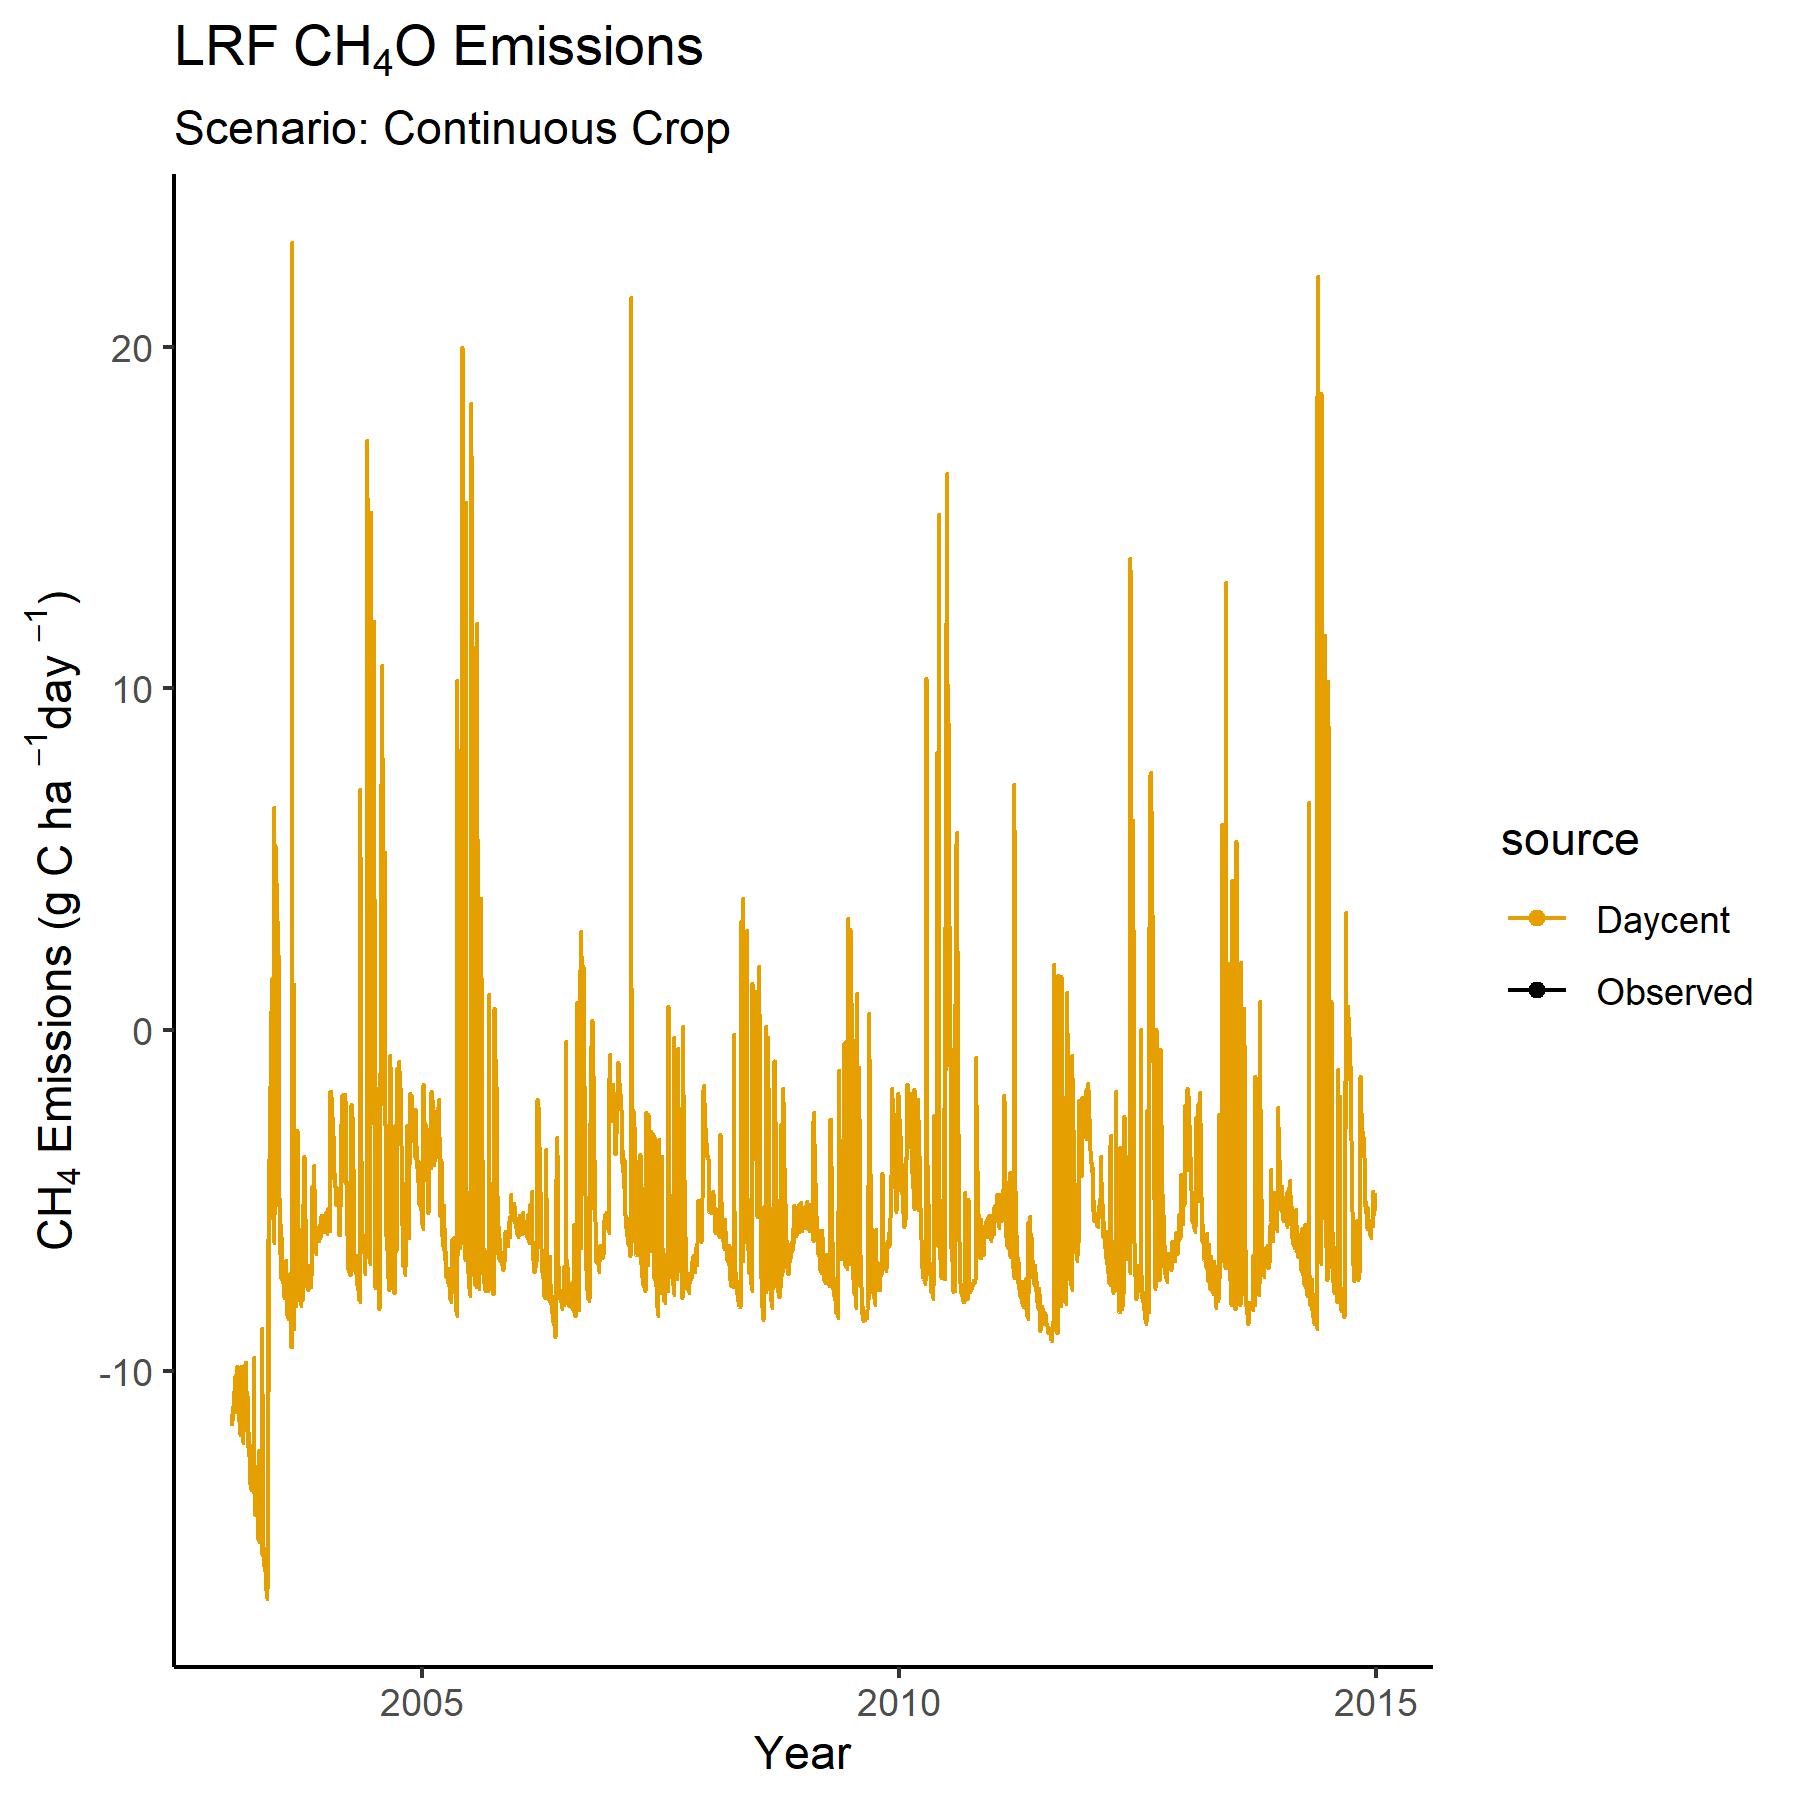 LRF CH₄O Emissions
Scenario: Continuous Crop
CH₄ Emissions (g C ha ⁻¹day ⁻¹)
20
10
0
-10
2005 2010 2015
Year
source
Daycent
Observed